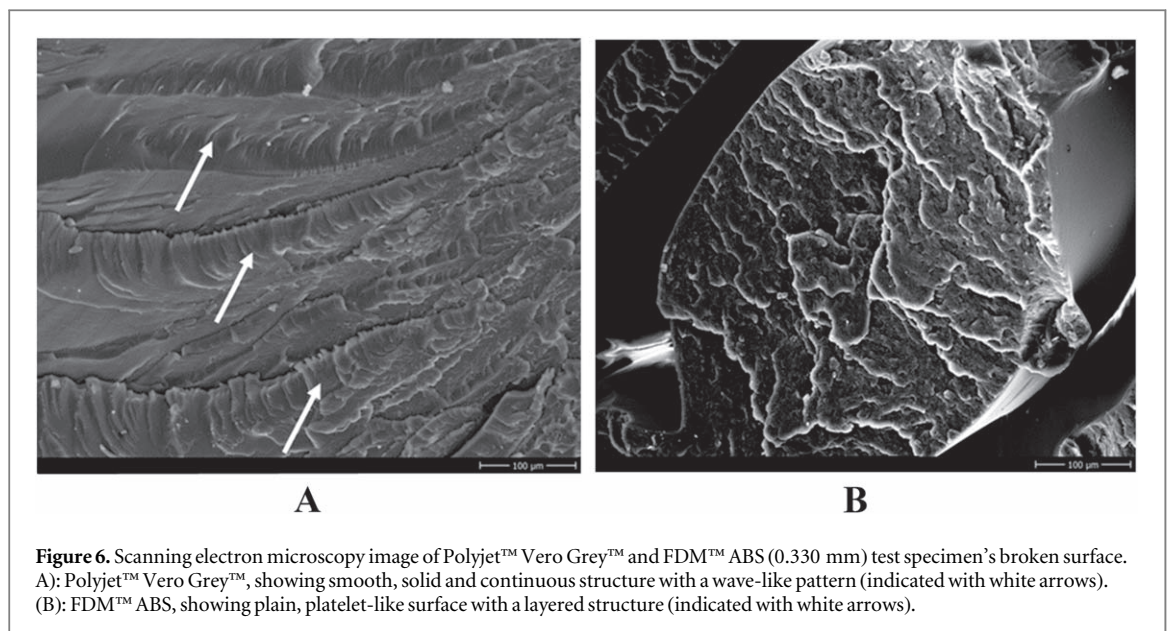 100 µm
100 µm
A
B
Figure 6. Scanning electron microscopy image of Polyjet™ Vero Grey™ and FDM™ ABS (0.330 mm) test specimen's broken surface.
A): Polyjet™ Vero Grey™, showing smooth, solid and continuous structure with a wave-like pattern (indicated with white arrows).
(B): FDM™ ABS, showing plain, platelet-like surface with a layered structure (indicated with white arrows).